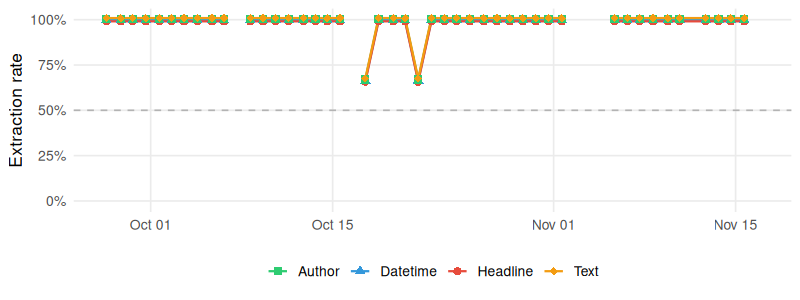 Extraction rate
100%
75%
50%
25%
0%
Oct 01 Oct 15 Nov 01 Nov 15
Author Datetime Headline Text